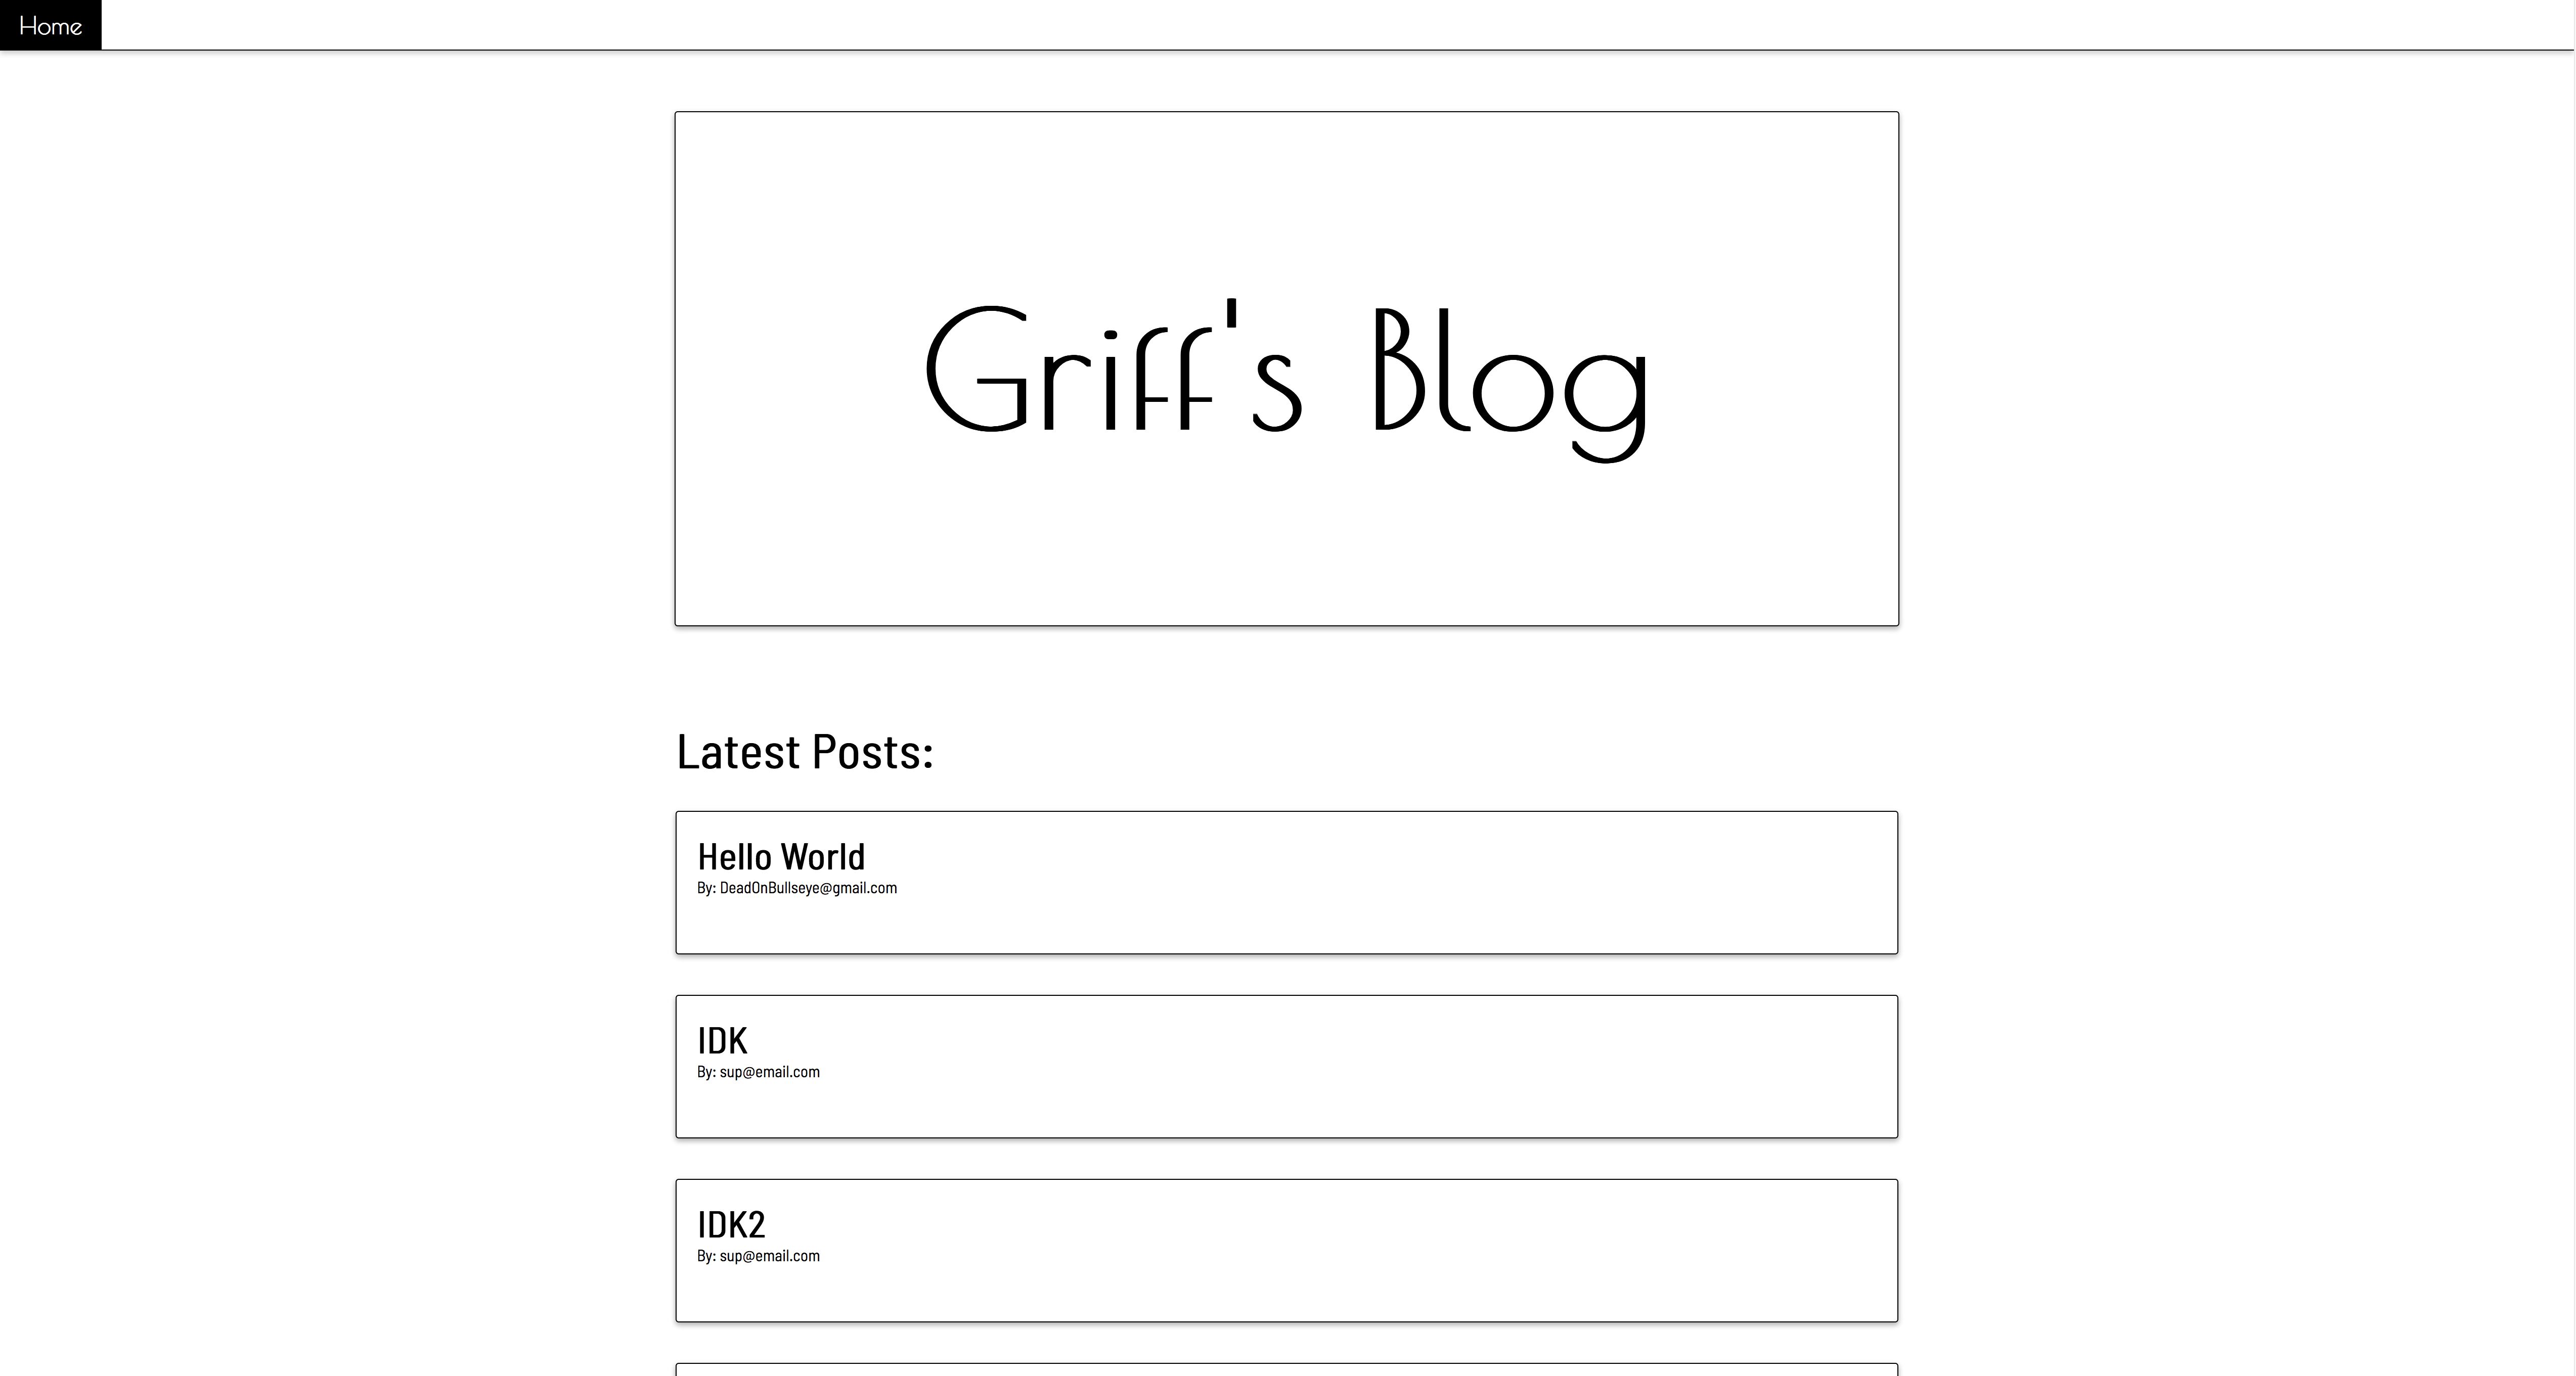 Home
Griff's Blog
Latest Posts:
Hello World
By: DeadOnBullseye@gmail.com
IDK
By: sup@email.com
IDK2
By: sup@email.com